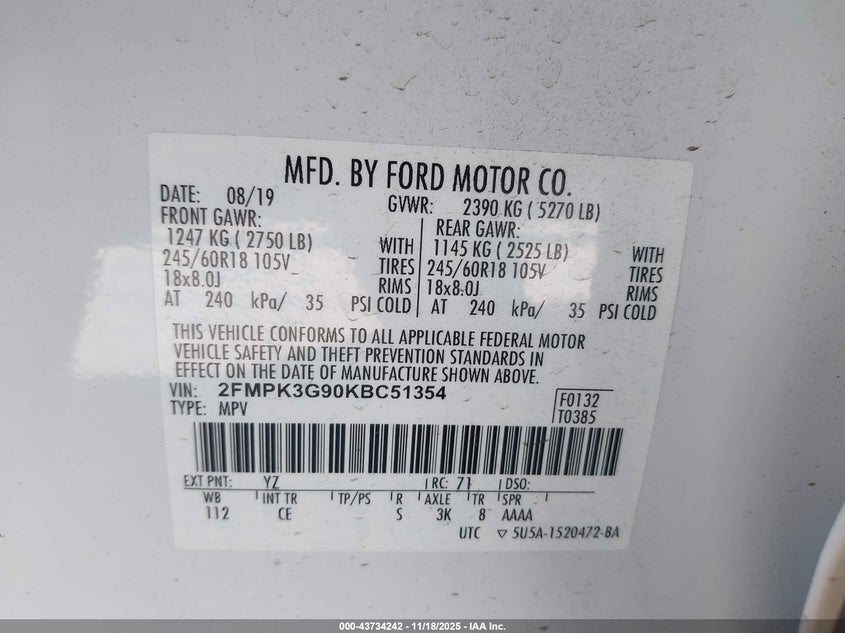 MFD. BY FORD MOTOR CO.
DATE: 08/19 GVWR: 2390 KG ( 5270 LB)
FRONT GAWR: REAR GAWR:
1247 KG ( 2750 LB) WITH 1145 KG ( 2525 LB) WITH
245/60R18 105V TIRES 245/60R18 105V TIRES
18x8.0J RIMS 18x8.0J RIMS
AT 240 kPa/ 35 PSI COLD AT 240 kPa/ 35 PSI COLD
THIS VEHICLE CONFORMS TO ALL APPLICABLE FEDERAL MOTOR
VEHICLE SAFETY AND THEFT PREVENTION STANDARDS IN
EFFECT ON THE DATE OF MANUFACTURE SHOWN ABOVE.
VIN: 2FMPK3G90KBC51354 F0132
TYPE: MPV T0385
EXT PNT: YZ RC: 71 DSO:
WB INT TR TP/PS R AXLE TR SPR
112 CE S 3K 8 AAAA
UTC ▽ 5U5A-1520472-BA
000-43734242 - 11/18/2025 - IAA Inc.